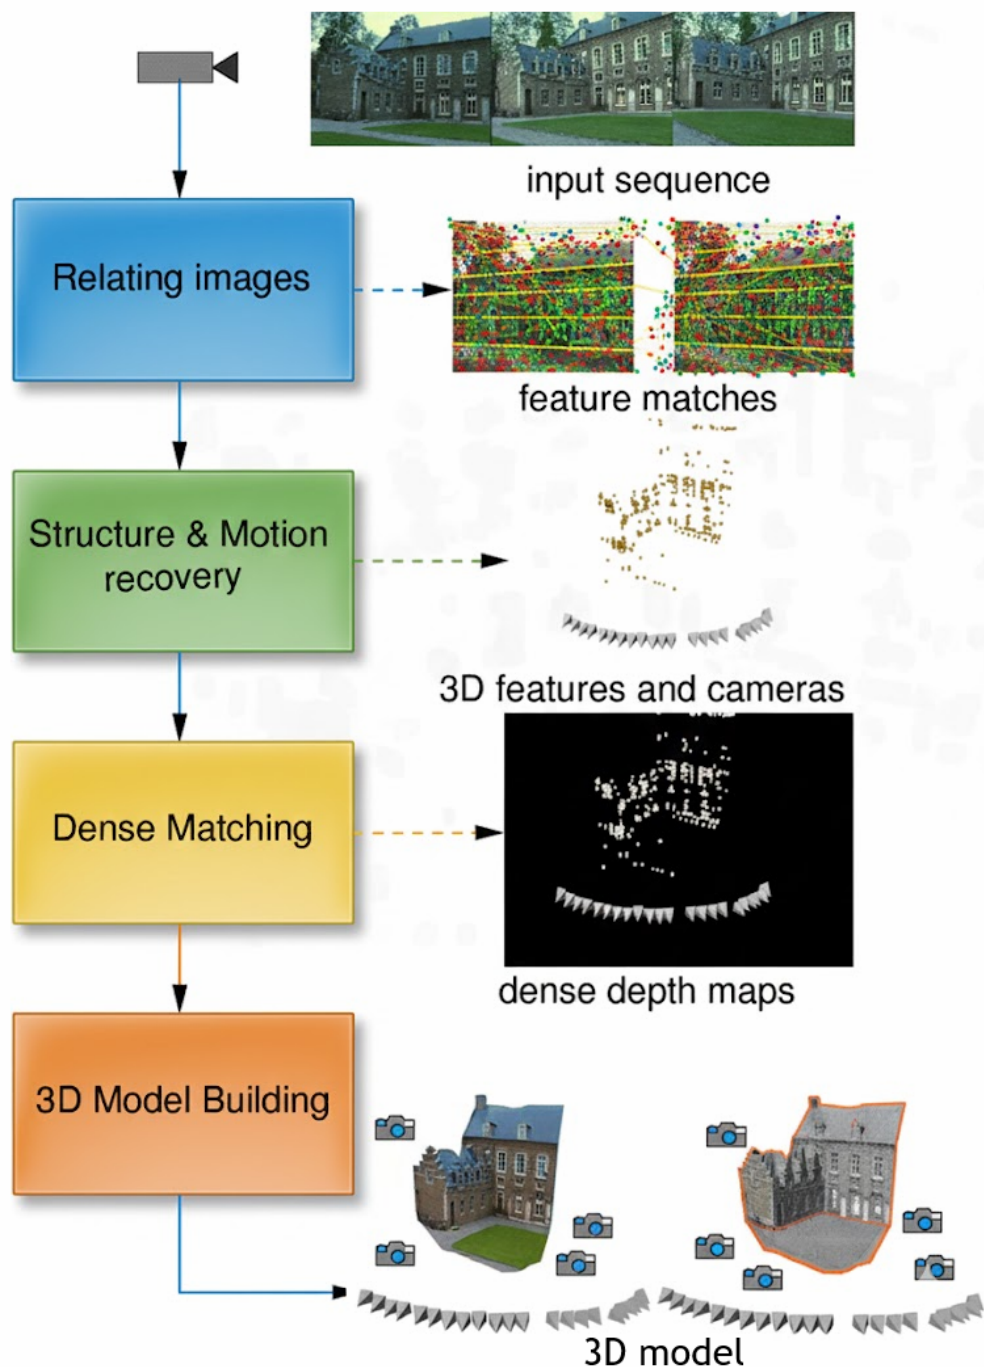 input sequence
Relating images
feature matches
Structure & Motion
recovery
3D features and cameras
Dense Matching
dense depth maps
3D Model Building
3D model